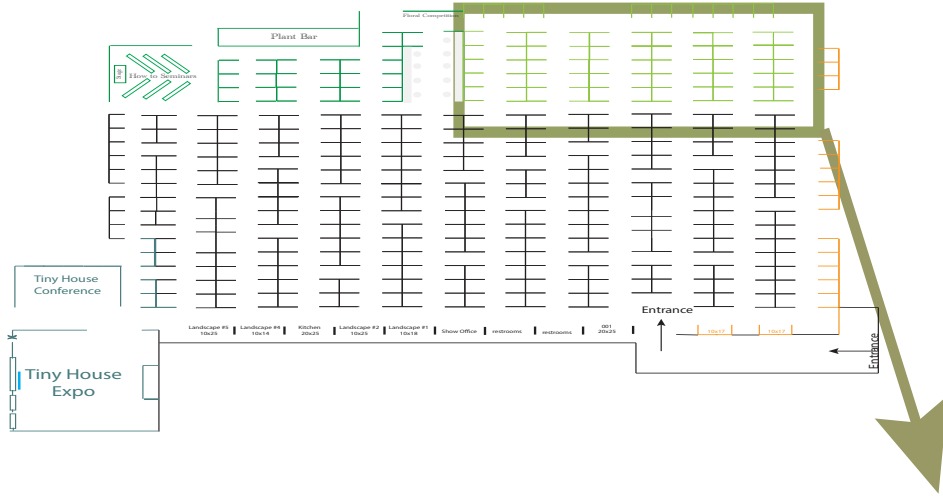 Floral Competition
Plant Bar
How to Seminars
Tiny House
Conference
Entrance
Landscape #5
10x25
Landscape #4
10x14
Kitchen
20x25
Landscape #2
10x25
Landscape #1
10x18
Show Office
restrooms
restrooms
001
20x25
10x17
10x17
Entrance
Tiny House
Expo